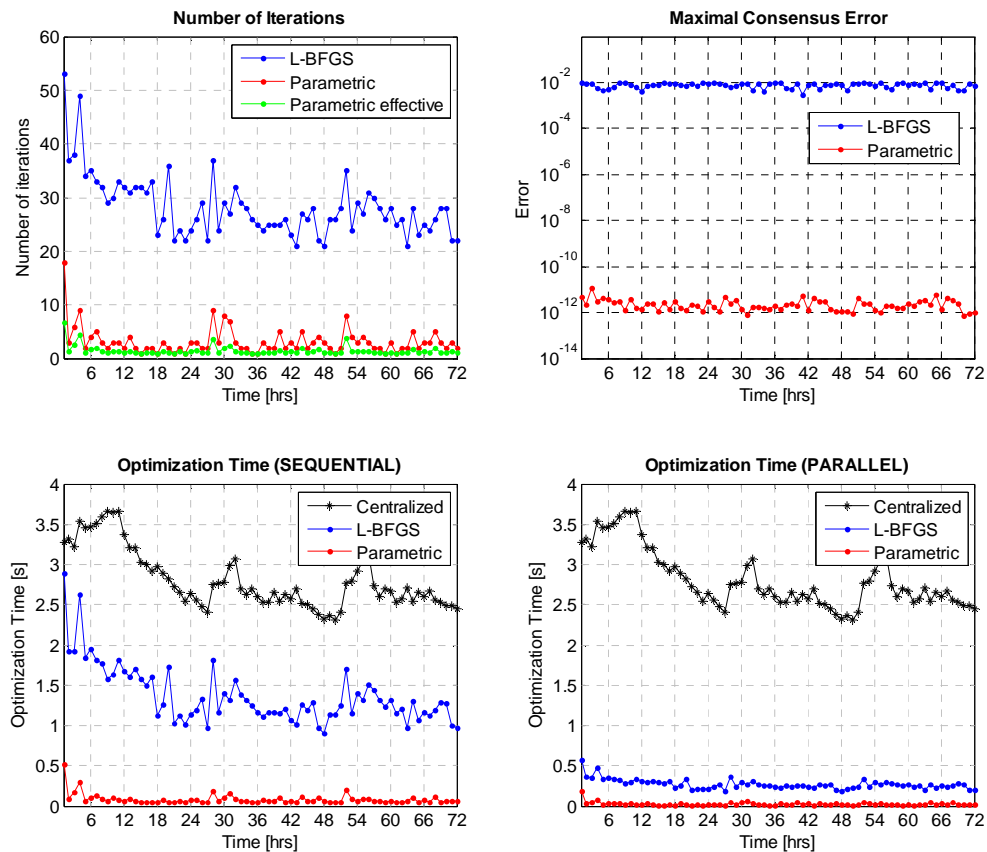 Number of Iterations
60
50
40
30
20
10
0
Number of iterations
L-BFGS
Parametric
Parametric effective
6 12 18 24 30 36 42 48 54 60 66 72
Time [hrs]
Maximal Consensus Error
10^-2
10^-4
10^-6
10^-8
10^-10
10^-12
10^-14
Error
L-BFGS
Parametric
6 12 18 24 30 36 42 48 54 60 66 72
Time [hrs]
Optimization Time (SEQUENTIAL)
4
3.5
3
2.5
2
1.5
1
0.5
0
Optimization Time [s]
Centralized
L-BFGS
Parametric
6 12 18 24 30 36 42 48 54 60 66 72
Time [hrs]
Optimization Time (PARALLEL)
4
3.5
3
2.5
2
1.5
1
0.5
0
Optimization Time [s]
Centralized
L-BFGS
Parametric
6 12 18 24 30 36 42 48 54 60 66 72
Time [hrs]